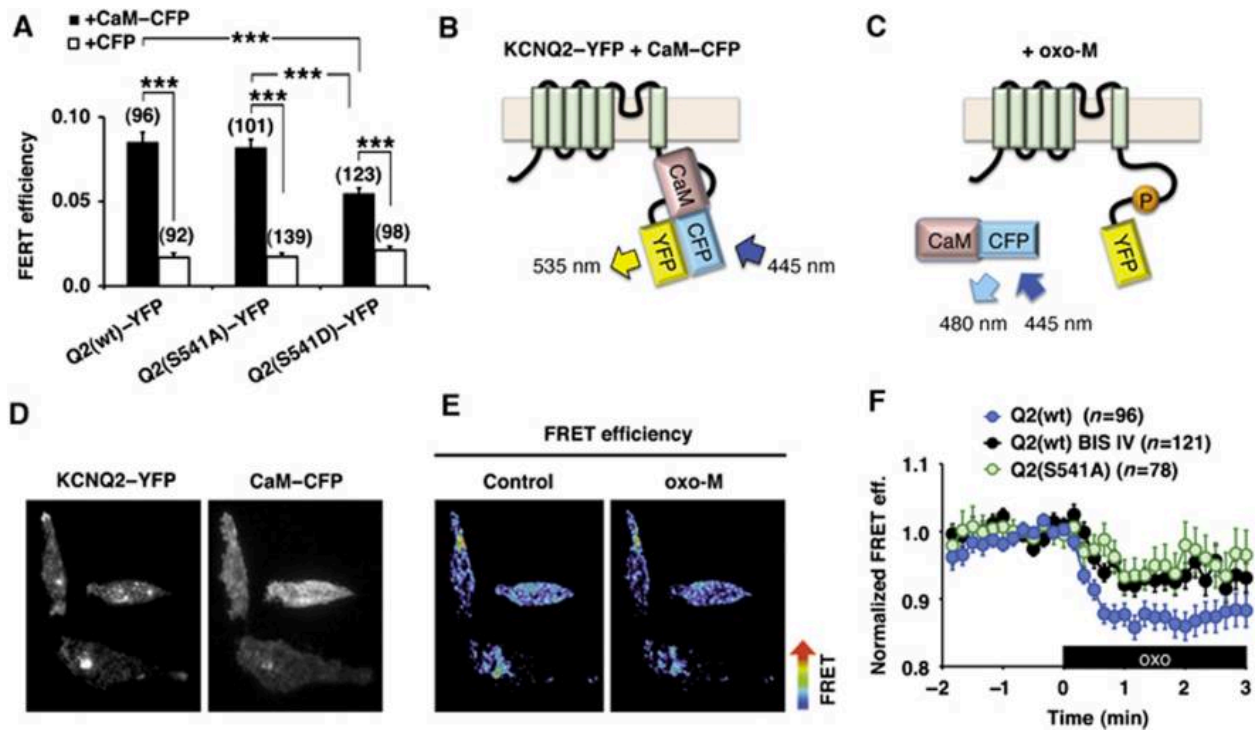 A
■ +CaM–CFP
□ +CFP
***
***
***
***
***
(96)
(92)
(101)
(139)
(123)
(98)
FERT efficiency
0.10
0.05
0.0
Q2(wt)–YFP
Q2(S541A)–YFP
Q2(S541D)–YFP
B
KCNQ2–YFP + CaM–CFP
CaM
YFP
CFP
535 nm
445 nm
C
+ oxo-M
P
CaM
CFP
YFP
480 nm
445 nm
D
KCNQ2–YFP
CaM–CFP
E
FRET efficiency
Control
oxo-M
FRET
F
Q2(wt) (n=96)
Q2(wt) BIS IV (n=121)
Q2(S541A) (n=78)
Normalized FRET eff.
1.1
1.0
0.9
0.8
oxo
−2
−1
0
1
2
3
Time (min)